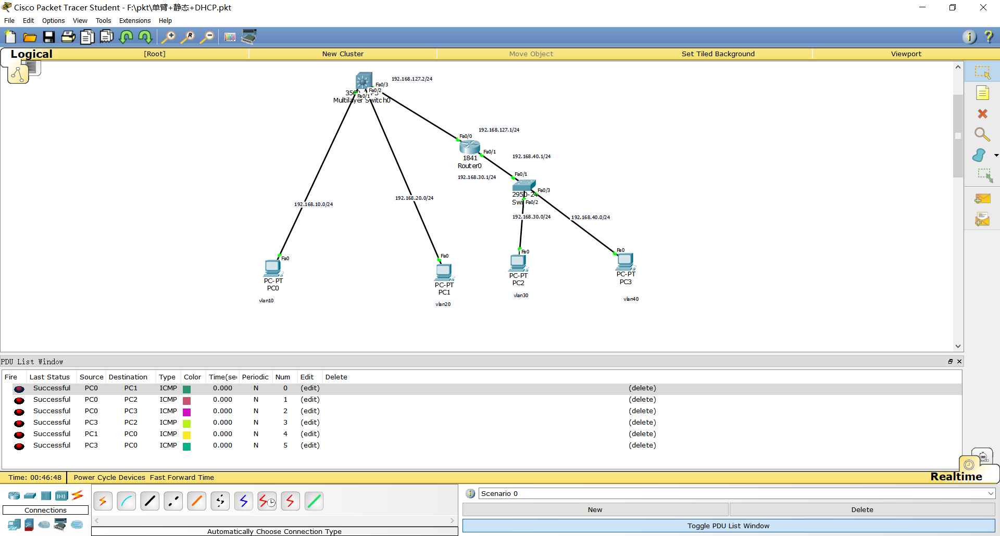 Cisco Packet Tracer Student - F:\pkt\单臂+静态+DHCP.pkt
File Edit Options View Tools Extensions Help
Logical [Root] New Cluster Move Object Set Tiled Background Viewport
192.168.127.2/24
Fa0/3
Fa0/2
Fa0/1
Multilayer Switch0
192.168.127.1/24
Fa0/0
Fa0/1
1841
Router0
192.168.40.1/24
192.168.30.1/24
Fa0/1
Fa0/3
2950-24
Fa0/2
192.168.10.0/24
192.168.20.0/24
192.168.30.0/24
192.168.40.0/24
Fa0
PC-PT
PC0
vlan10
Fa0
PC-PT
PC1
vlan20
Fa0
PC-PT
PC2
vlan30
Fa0
PC-PT
PC3
vlan40
PDU List Window
Fire Last Status Source Destination Type Color Time(sec Periodic Num Edit Delete
Successful PC0 PC1 ICMP 0.000 N 0 (edit) (delete)
Successful PC0 PC2 ICMP 0.000 N 1 (edit) (delete)
Successful PC0 PC3 ICMP 0.000 N 2 (edit) (delete)
Successful PC3 PC2 ICMP 0.000 N 3 (edit) (delete)
Successful PC1 PC0 ICMP 0.000 N 4 (edit) (delete)
Successful PC3 PC0 ICMP 0.000 N 5 (edit) (delete)
Time: 00:46:48 Power Cycle Devices Fast Forward Time
Realtime
Connections
Automatically Choose Connection Type
Scenario 0
New Delete
Toggle PDU List Window